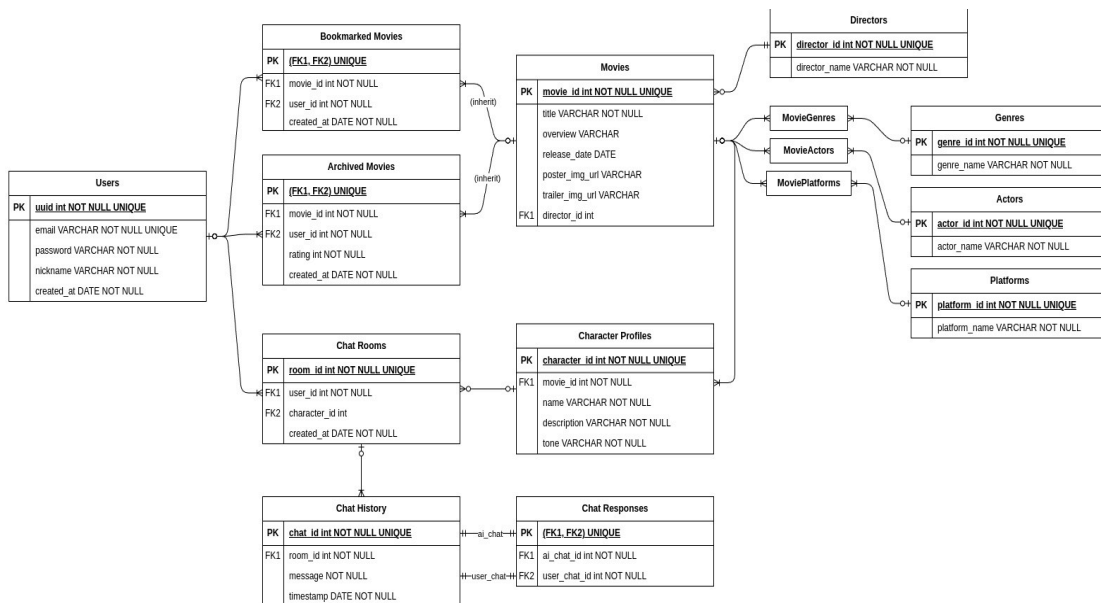 Bookmarked Movies
PK (FK1, FK2) UNIQUE
FK1 movie_id int NOT NULL
FK2 user_id int NOT NULL
created_at DATE NOT NULL
Archived Movies
PK (FK1, FK2) UNIQUE
FK1 movie_id int NOT NULL
FK2 user_id int NOT NULL
rating int NOT NULL
created_at DATE NOT NULL
Users
PK uuid int NOT NULL UNIQUE
email VARCHAR NOT NULL UNIQUE
password VARCHAR NOT NULL
nickname VARCHAR NOT NULL
created_at DATE NOT NULL
(inherit)
(inherit)
Movies
PK movie_id int NOT NULL UNIQUE
title VARCHAR NOT NULL
overview VARCHAR
release_date DATE
poster_img_url VARCHAR
trailer_img_url VARCHAR
FK1 director_id int
Directors
PK director_id int NOT NULL UNIQUE
director_name VARCHAR NOT NULL
MovieGenres
MovieActors
MoviePlatforms
Genres
PK genre_id int NOT NULL UNIQUE
genre_name VARCHAR NOT NULL
Actors
PK actor_id int NOT NULL UNIQUE
actor_name VARCHAR NOT NULL
Platforms
PK platform_id int NOT NULL UNIQUE
platform_name VARCHAR NOT NULL
Chat Rooms
PK room_id int NOT NULL UNIQUE
FK1 user_id int NOT NULL
FK2 character_id int
created_at DATE NOT NULL
Character Profiles
PK character_id int NOT NULL UNIQUE
FK1 movie_id int NOT NULL
name VARCHAR NOT NULL
description VARCHAR NOT NULL
tone VARCHAR NOT NULL
Chat History
PK chat_id int NOT NULL UNIQUE
FK1 room_id int NOT NULL
message NOT NULL
timestamp DATE NOT NULL
ai_chat
user_chat
Chat Responses
PK (FK1, FK2) UNIQUE
FK1 ai_chat_id int NOT NULL
FK2 user_chat_id int NOT NULL